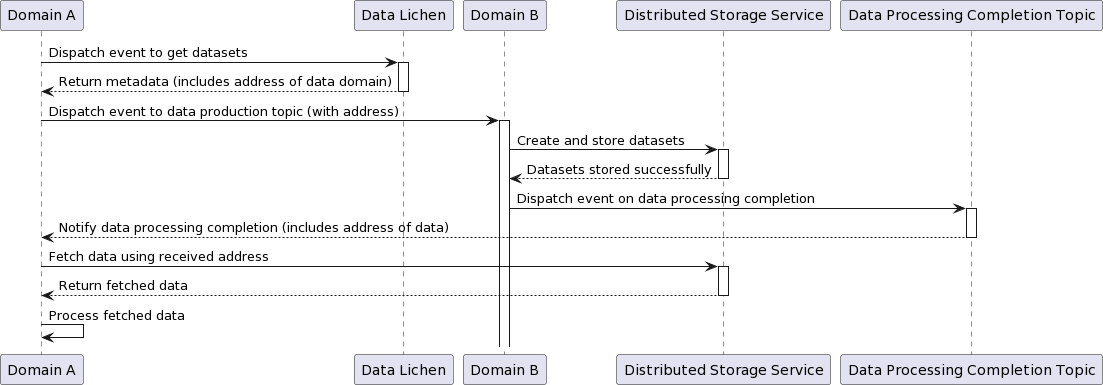 Domain A
Data Lichen
Domain B
Distributed Storage Service
Data Processing Completion Topic
Dispatch event to get datasets
Return metadata (includes address of data domain)
Dispatch event to data production topic (with address)
Create and store datasets
Datasets stored successfully
Dispatch event on data processing completion
Notify data processing completion (includes address of data)
Fetch data using received address
Return fetched data
Process fetched data
Domain A
Data Lichen
Domain B
Distributed Storage Service
Data Processing Completion Topic